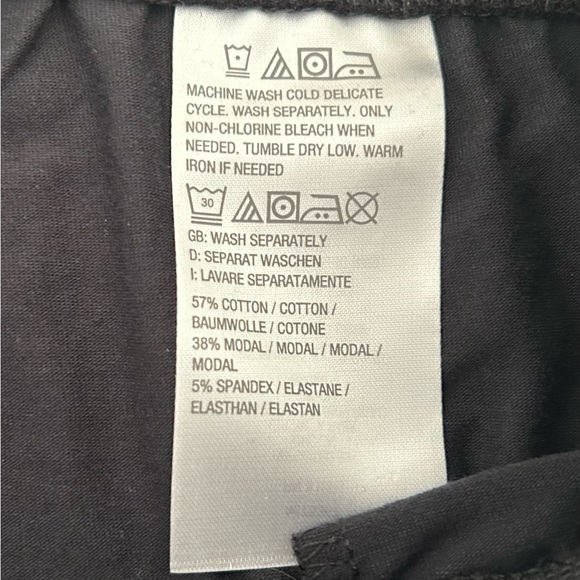 MACHINE WASH COLD DELICATE
CYCLE. WASH SEPARATELY. ONLY
NON-CHLORINE BLEACH WHEN
NEEDED. TUMBLE DRY LOW. WARM
IRON IF NEEDED
30
GB: WASH SEPARATELY
D: SEPARAT WASCHEN
I: LAVARE SEPARATAMENTE
57% COTTON / COTTON /
BAUMWOLLE / COTONE
38% MODAL / MODAL / MODAL /
MODAL
5% SPANDEX / ELASTANE /
ELASTHAN / ELASTAN